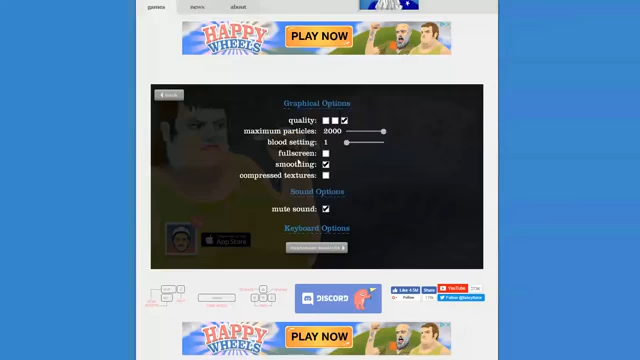 games news about
HAPPY WHEELS PLAY NOW
Graphical Options
quality:
maximum particles: 2000
blood setting: 1
fullscreen:
smoothing:
compressed textures:
Sound Options
mute sound:
Keyboard Options
App Store
DISCORD
Like Share YouTube
Follow
HAPPY WHEELS PLAY NOW